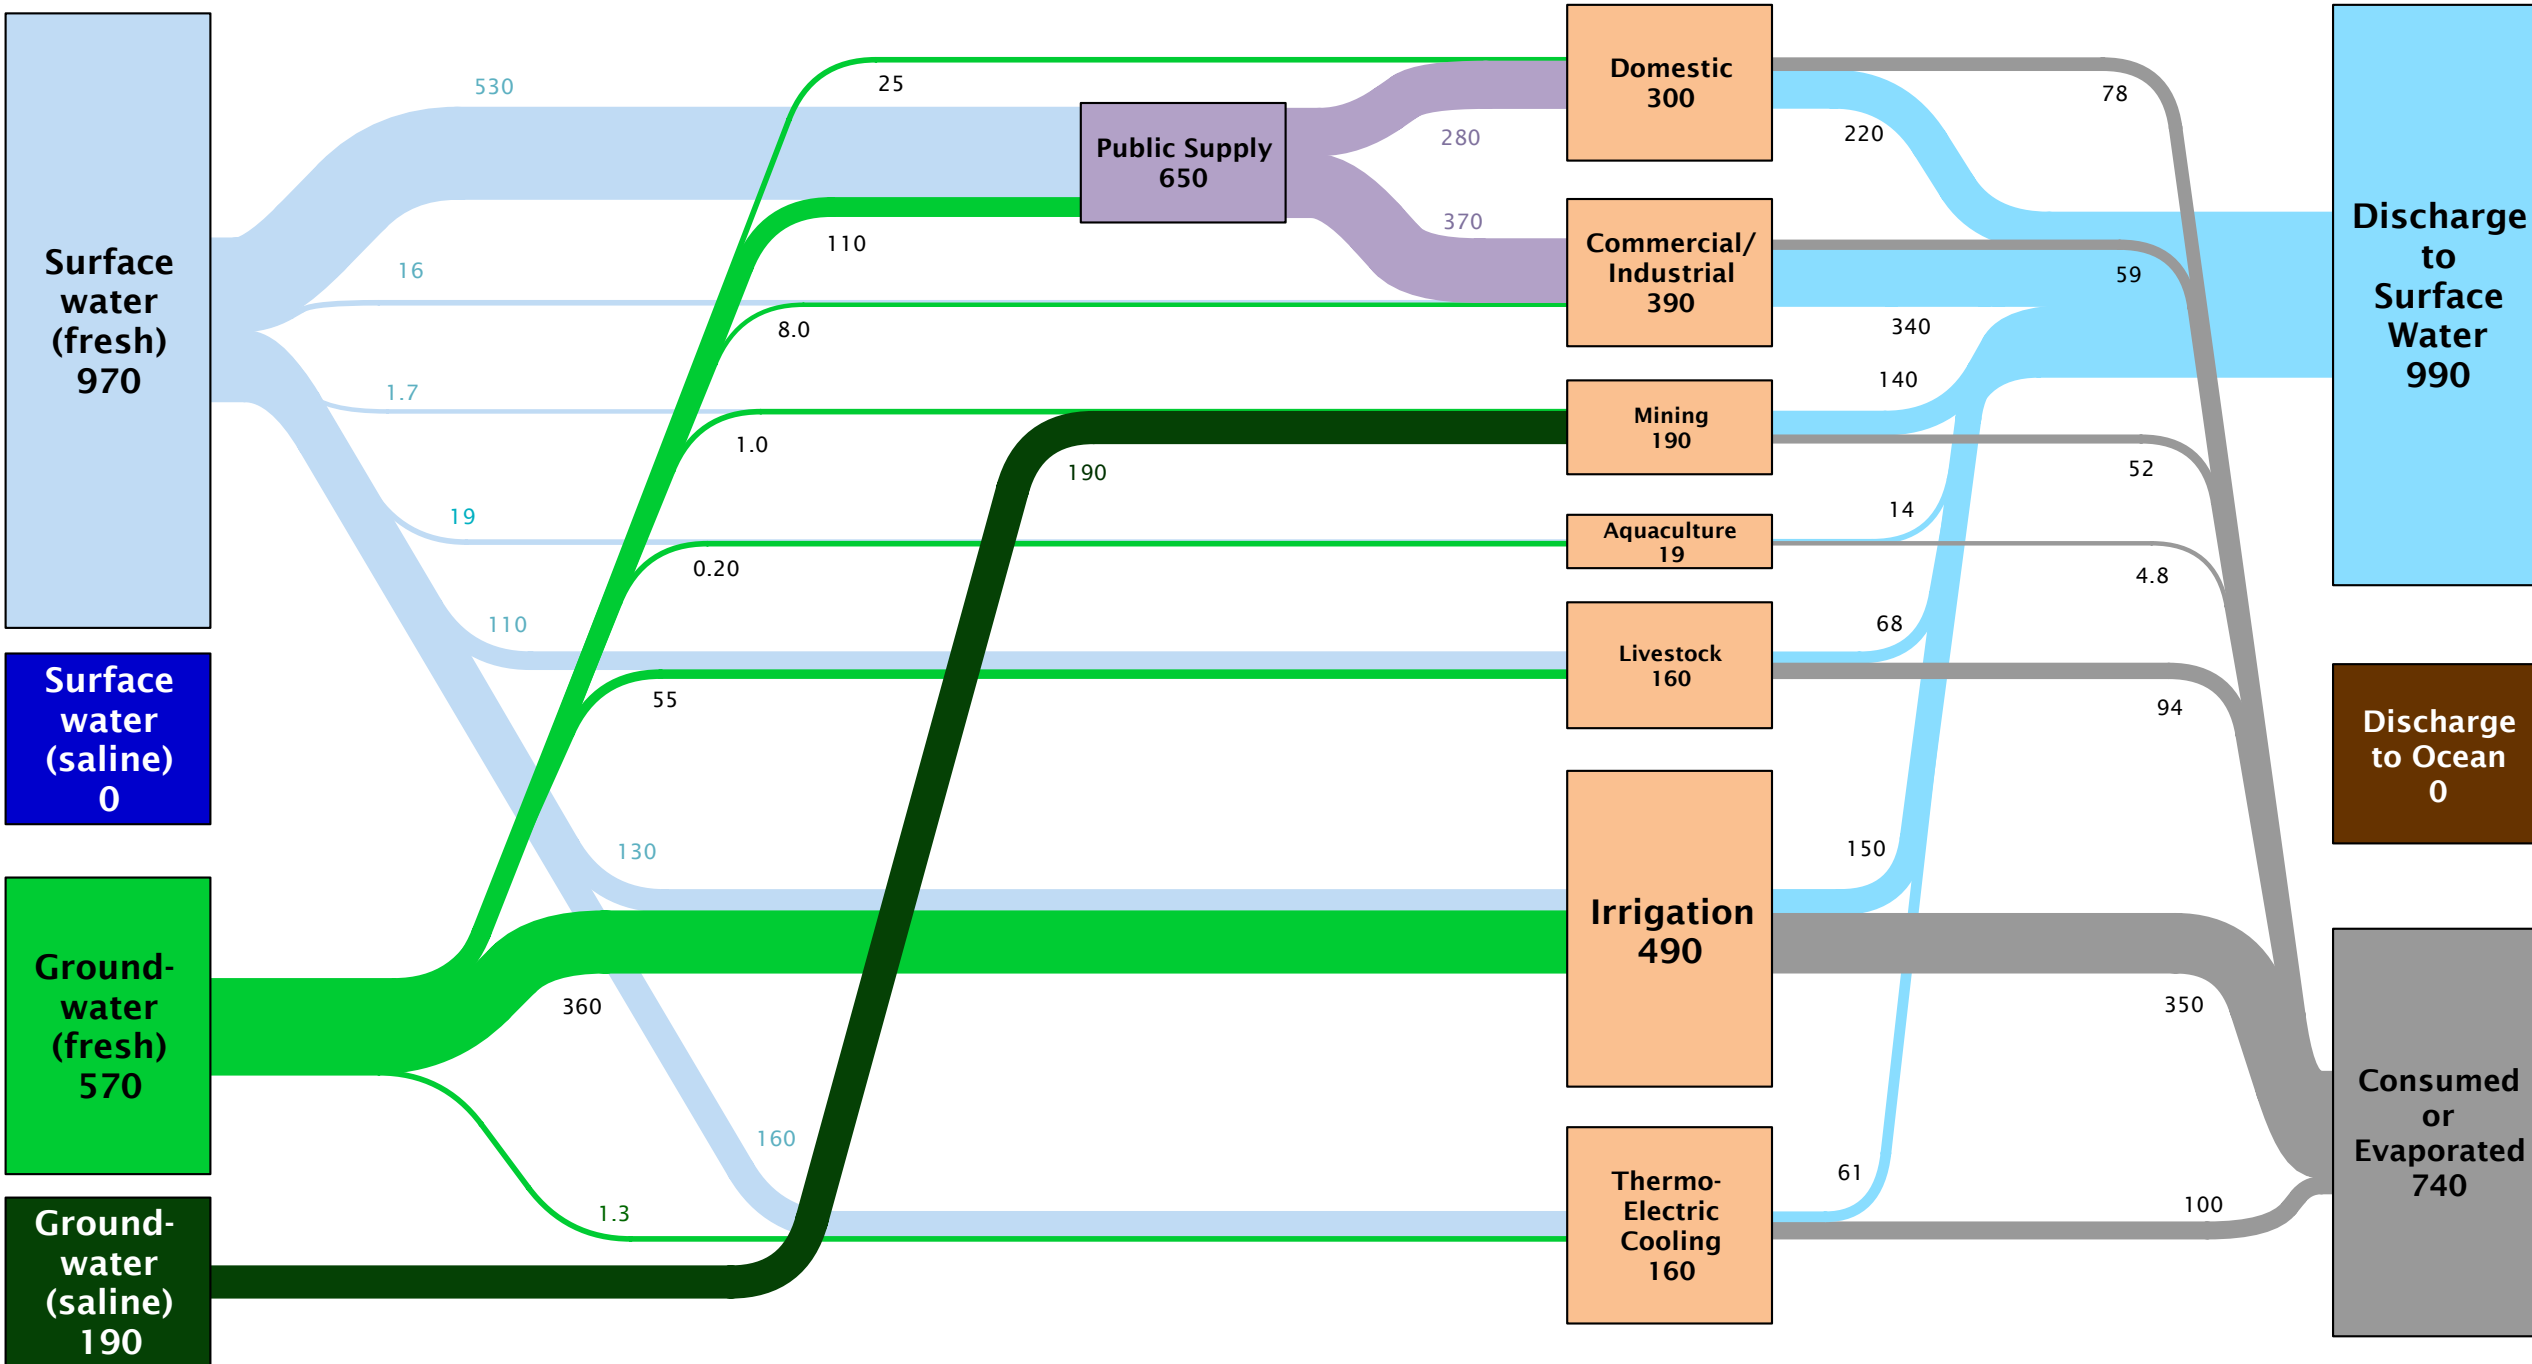 Surface
water
(fresh)
970
Surface
water
(saline)
0
Ground-
water
(fresh)
570
Ground-
water
(saline)
190
530
16
1.7
19
110
130
160
25
110
8.0
1.0
0.20
55
360
1.3
190
Public Supply
650
280
370
Domestic
300
Commercial/
Industrial
390
Mining
190
Aquaculture
19
Livestock
160
Irrigation
490
Thermo-
Electric
Cooling
160
78
220
59
340
140
52
14
4.8
68
94
150
350
61
100
Discharge
to
Surface
Water
990
Discharge
to Ocean
0
Consumed
or
Evaporated
740